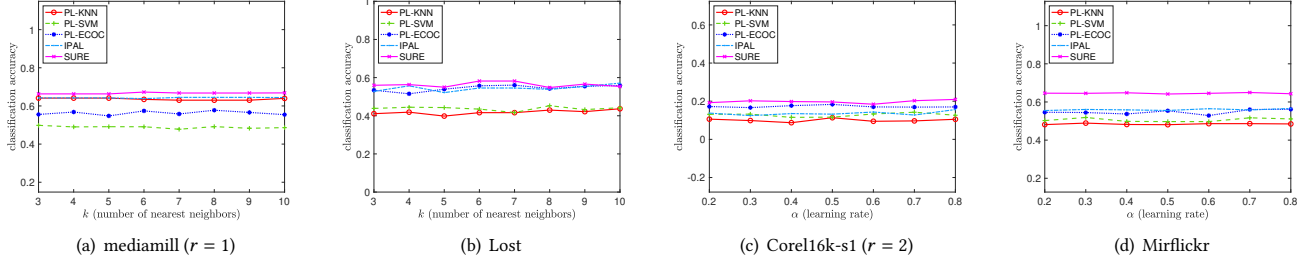 classification accuracy
1
0.8
0.6
0.4
0.2
PL-KNN
PL-SVM
PL-ECOC
IPAL
SURE
3 4 5 6 7 8 9 10
k (number of nearest neighbors)
(a) mediamill (r = 1)
classification accuracy
1
0.8
0.6
0.4
0.2
0
PL-KNN
PL-SVM
PL-ECOC
IPAL
SURE
3 4 5 6 7 8 9 10
k (number of nearest neighbors)
(b) Lost
classification accuracy
0.6
0.4
0.2
0
-0.2
PL-KNN
PL-SVM
PL-ECOC
IPAL
SURE
0.2 0.3 0.4 0.5 0.6 0.7 0.8
α (learning rate)
(c) Corel16k-s1 (r = 2)
classification accuracy
1
0.8
0.6
0.4
0.2
PL-KNN
PL-SVM
PL-ECOC
IPAL
SURE
0.2 0.3 0.4 0.5 0.6 0.7 0.8
α (learning rate)
(d) Mirflickr